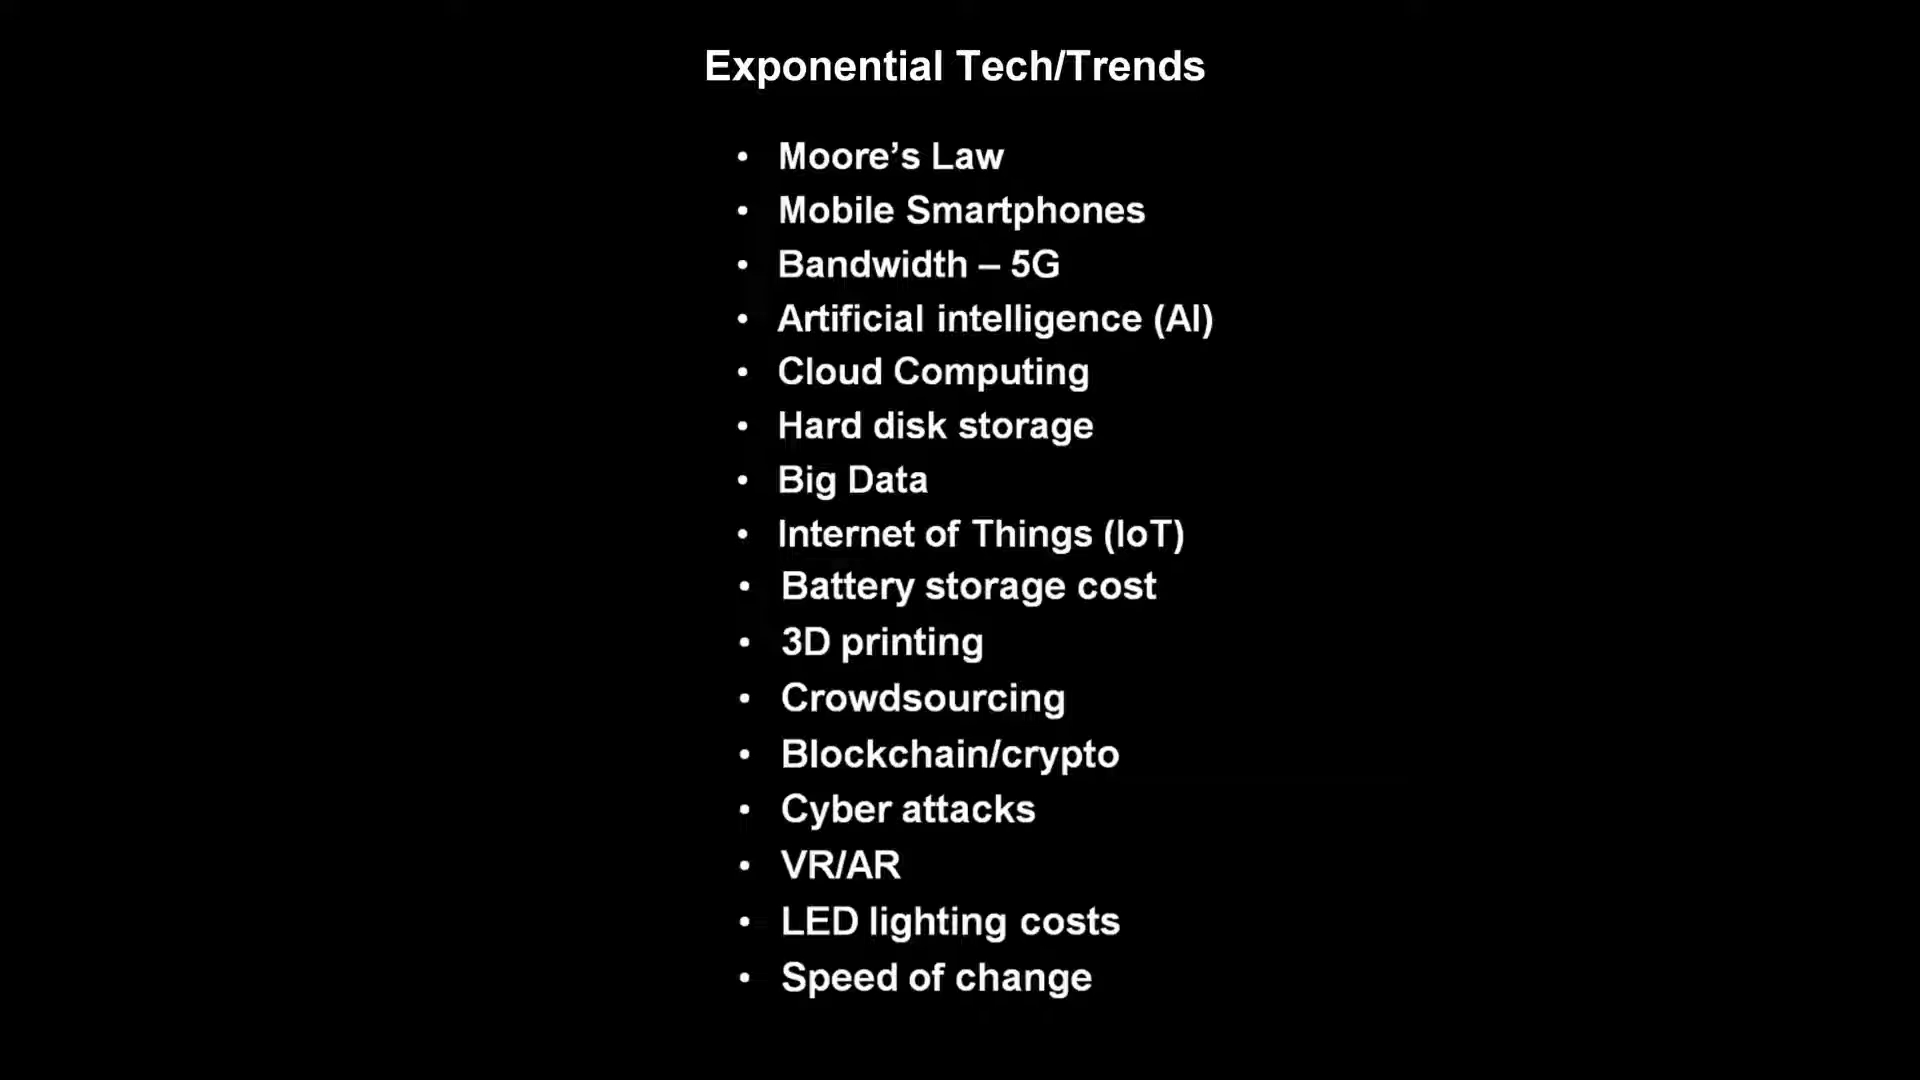 Exponential Tech/Trends
• Moore’s Law
• Mobile Smartphones
• Bandwidth – 5G
• Artificial intelligence (AI)
• Cloud Computing
• Hard disk storage
• Big Data
• Internet of Things (IoT)
• Battery storage cost
• 3D printing
• Crowdsourcing
• Blockchain/crypto
• Cyber attacks
• VR/AR
• LED lighting costs
• Speed of change